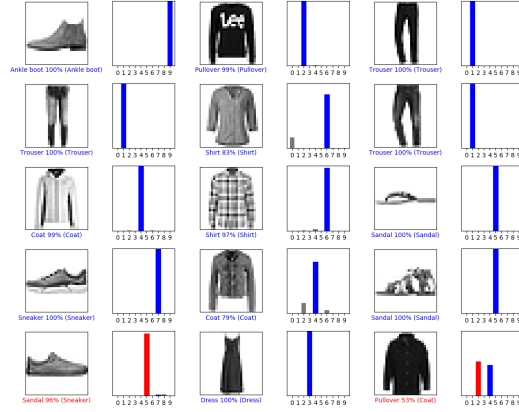 Ankle boot 100% (Ankle boot)
0 1 2 3 4 5 6 7 8 9
Lee
Pullover 99% (Pullover)
0 1 2 3 4 5 6 7 8 9
Trouser 100% (Trouser)
0 1 2 3 4 5 6 7 8 9
Trouser 100% (Trouser)
0 1 2 3 4 5 6 7 8 9
Shirt 83% (Shirt)
0 1 2 3 4 5 6 7 8 9
Trouser 100% (Trouser)
0 1 2 3 4 5 6 7 8 9
Coat 99% (Coat)
0 1 2 3 4 5 6 7 8 9
Shirt 97% (Shirt)
0 1 2 3 4 5 6 7 8 9
Sandal 100% (Sandal)
0 1 2 3 4 5 6 7 8 9
Sneaker 100% (Sneaker)
0 1 2 3 4 5 6 7 8 9
Coat 79% (Coat)
0 1 2 3 4 5 6 7 8 9
Sandal 100% (Sandal)
0 1 2 3 4 5 6 7 8 9
Sandal 96% (Sneaker)
0 1 2 3 4 5 6 7 8 9
Dress 100% (Dress)
0 1 2 3 4 5 6 7 8 9
Pullover 53% (Coat)
0 1 2 3 4 5 6 7 8 9